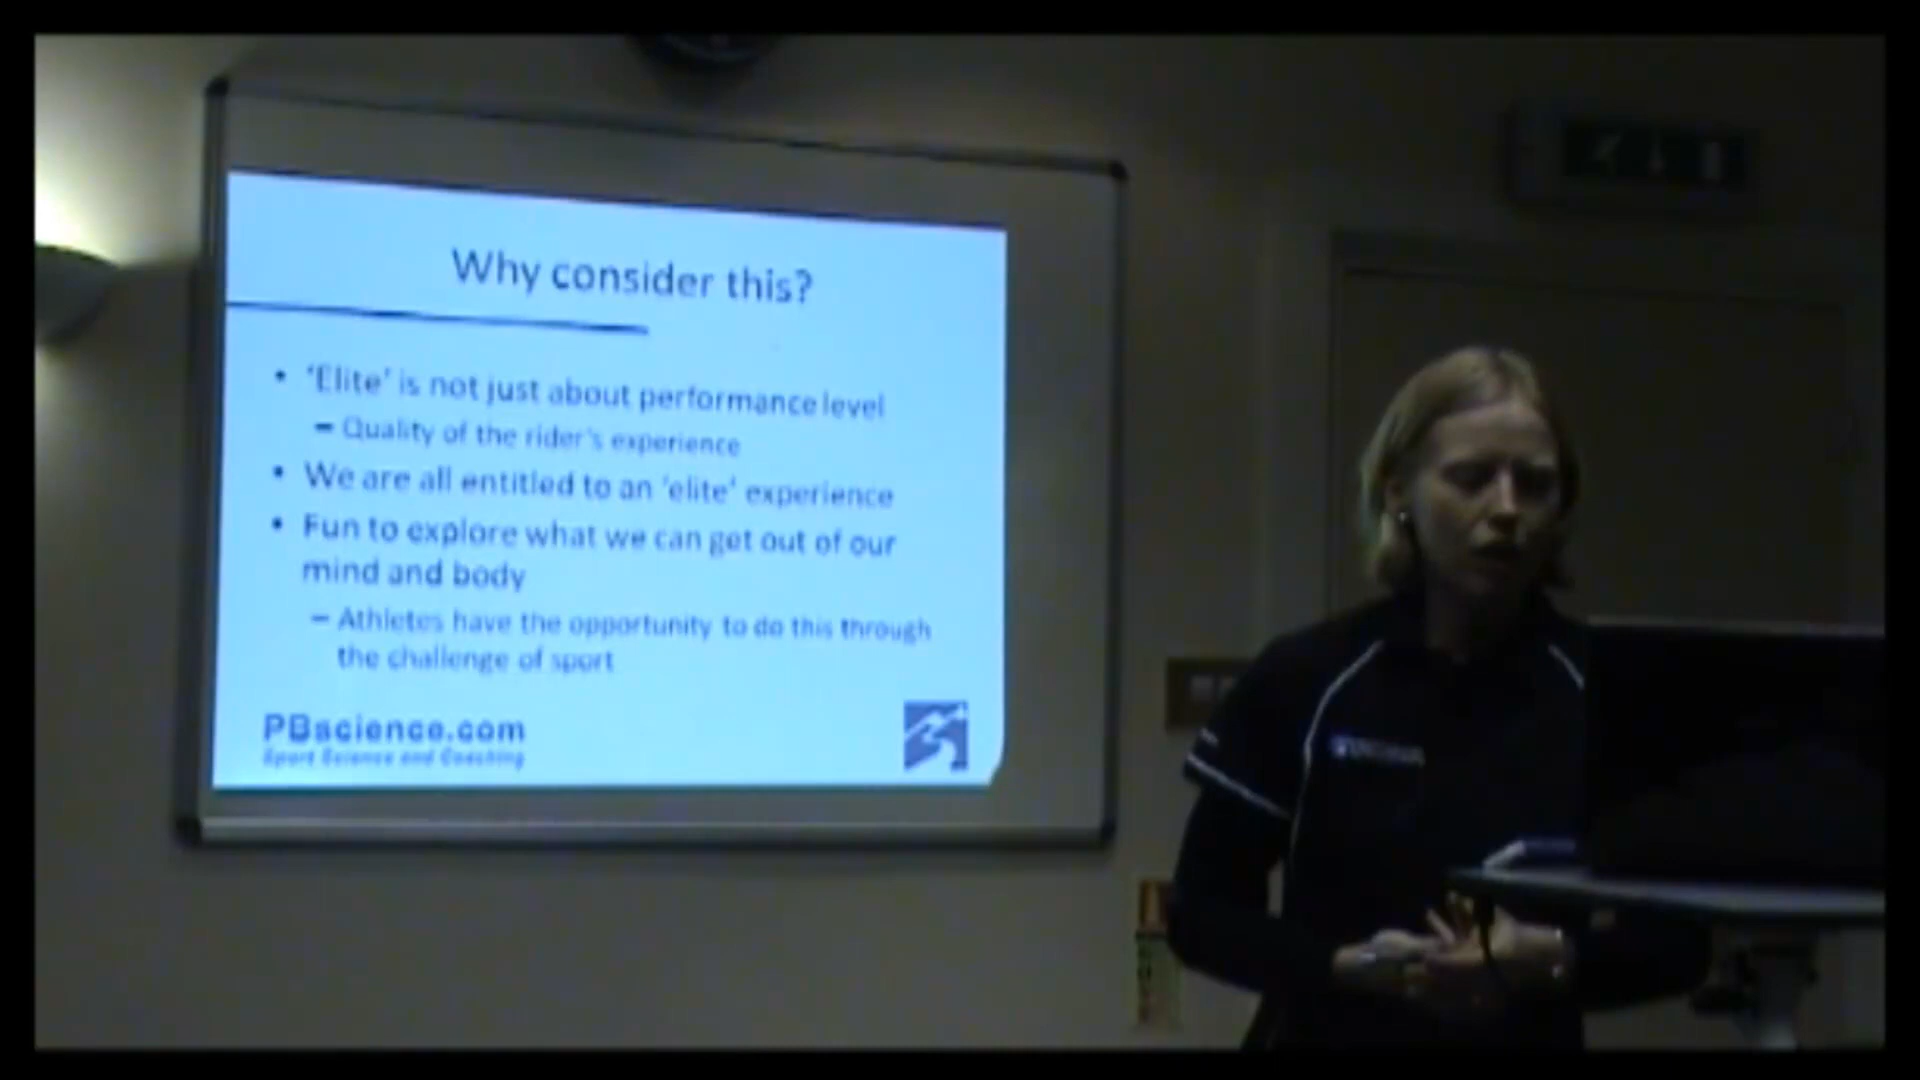 Why consider this?
• 'Elite' is not just about performance level
– Quality of the rider's experience
• We are all entitled to an 'elite' experience
• Fun to explore what we can get out of our
mind and body
– Athletes have the opportunity to do this through
the challenge of sport
PBscience.com
Sport Science and Coaching